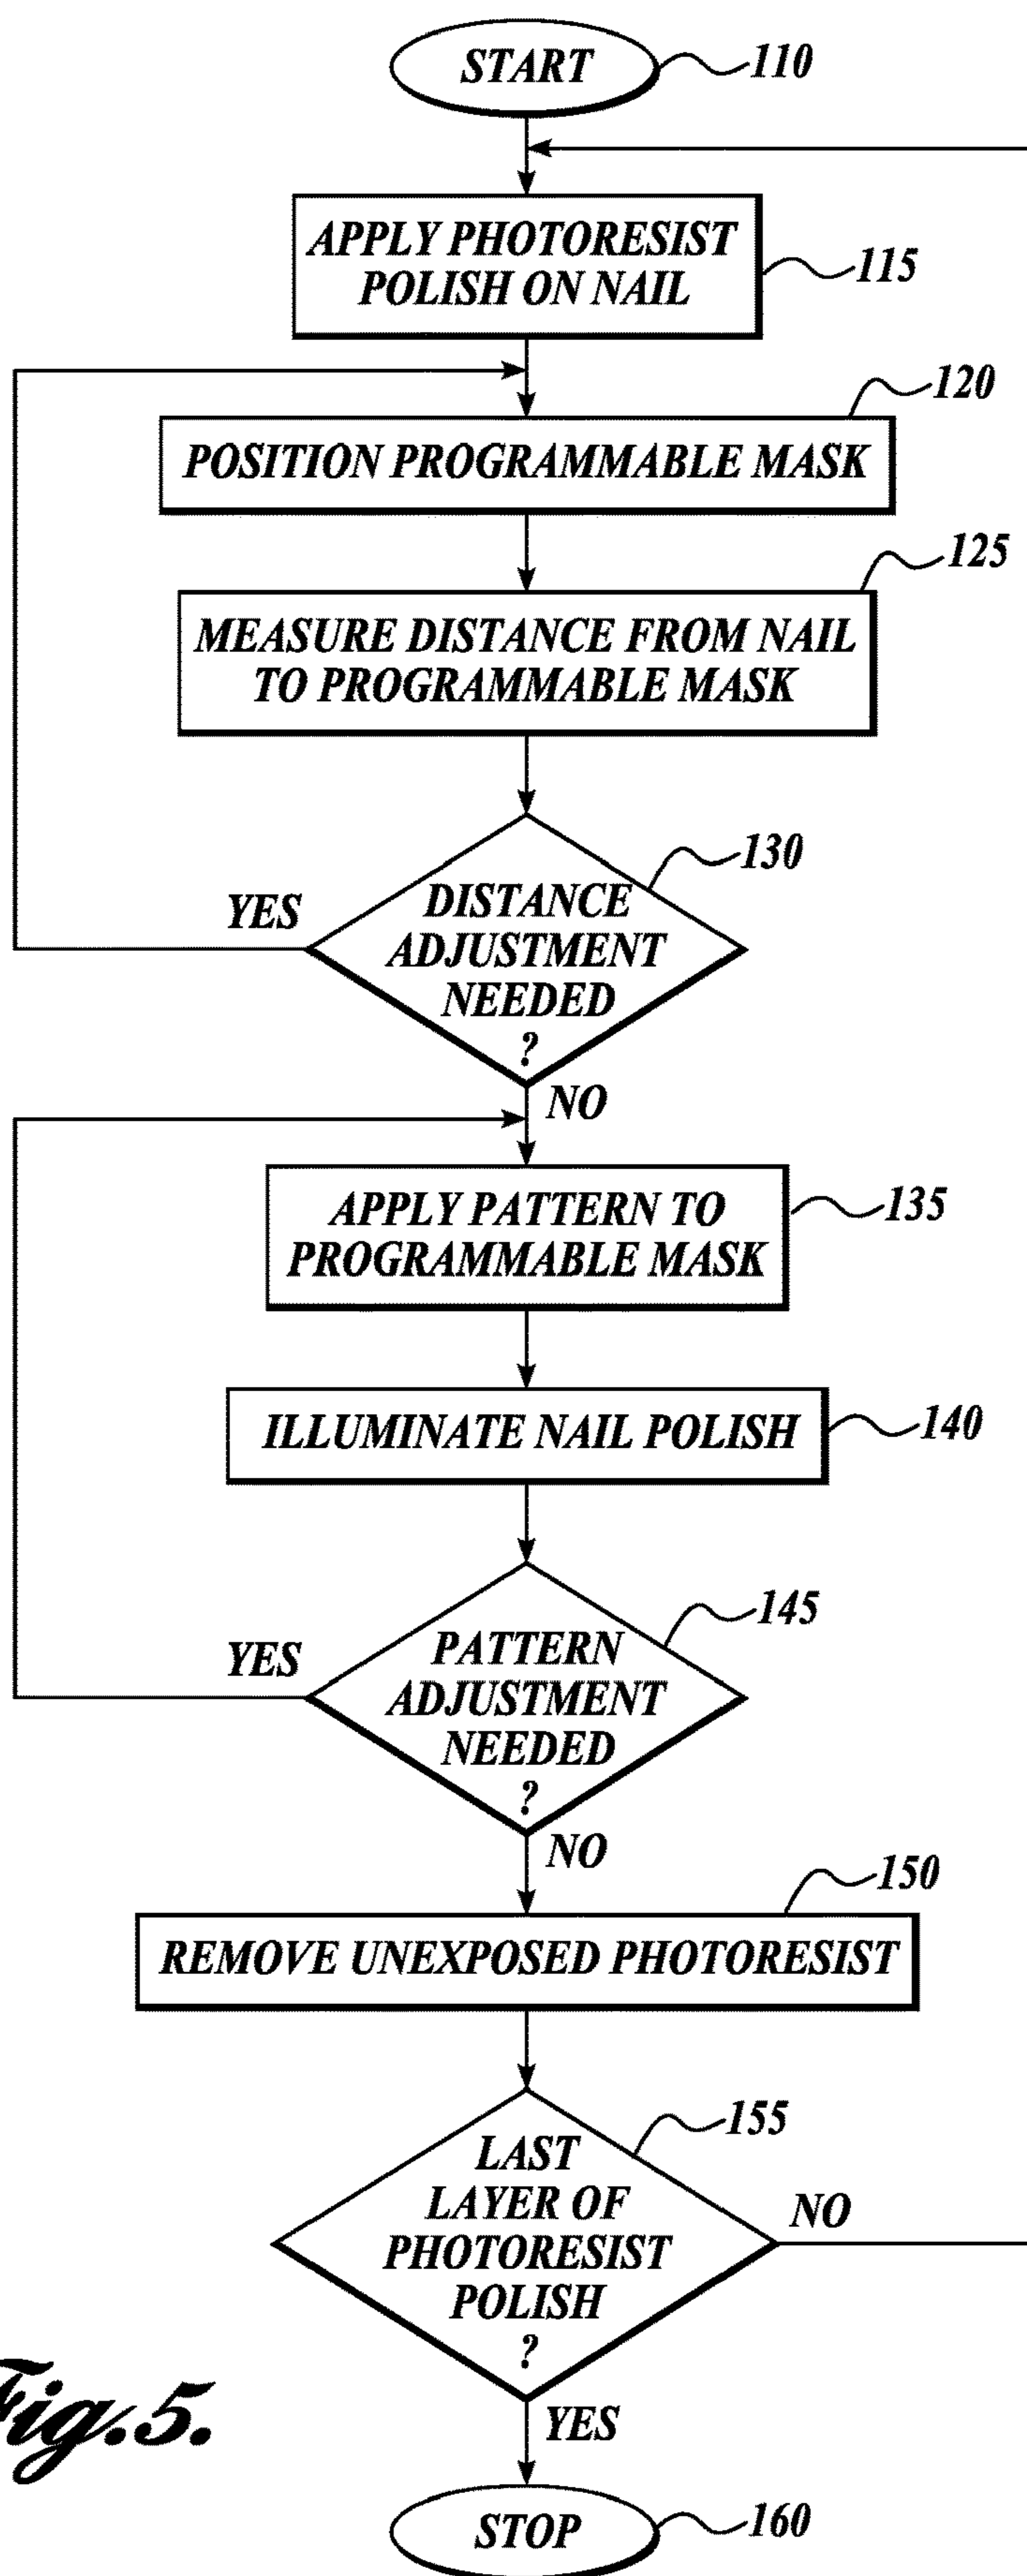 START
110
APPLY PHOTORESIST
POLISH ON NAIL
115
120
POSITION PROGRAMMABLE MASK
125
MEASURE DISTANCE FROM NAIL
TO PROGRAMMABLE MASK
130
YES
DISTANCE
ADJUSTMENT
NEEDED
?
NO
APPLY PATTERN TO
PROGRAMMABLE MASK
135
ILLUMINATE NAIL POLISH
140
145
YES
PATTERN
ADJUSTMENT
NEEDED
?
NO
150
REMOVE UNEXPOSED PHOTORESIST
155
LAST
LAYER OF
PHOTORESIST
POLISH
?
NO
YES
Fig.5.
STOP
160